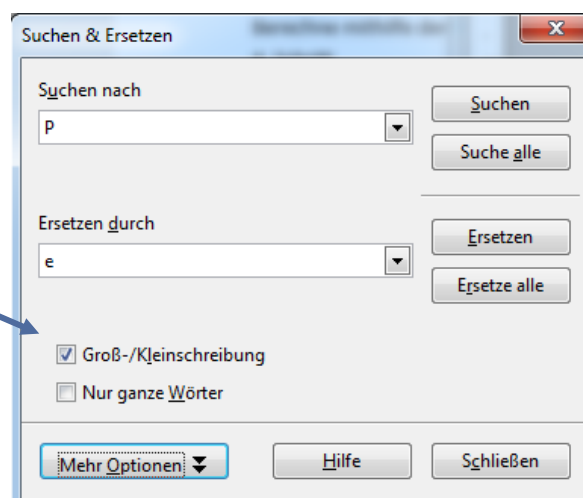 Suchen & Ersetzen
Suchen nach
P
Suchen
Suche alle
Ersetzen durch
e
Ersetzen
Ersetze alle
Groß-/Kleinschreibung
Nur ganze Wörter
Mehr Optionen
Hilfe
Schließen